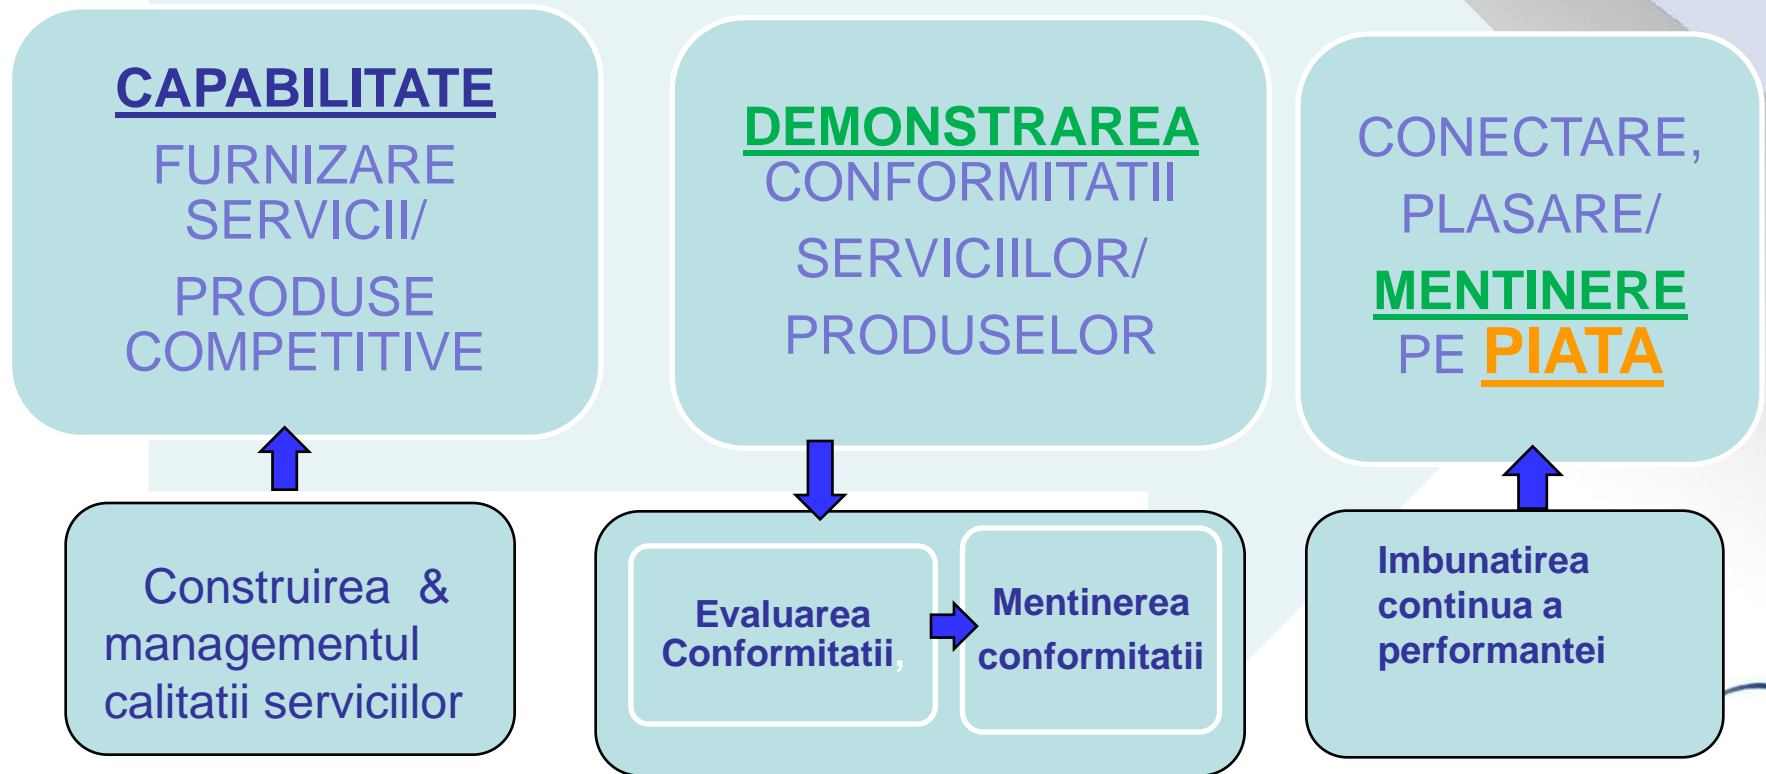 CAPABILITATE
FURNIZARE
SERVICII/
PRODUSE
COMPETITIVE
DEMONSTRAREA
CONFORMITATII
SERVICIILOR/
PRODUSELOR
CONECTARE,
PLASARE/
MENTINERE
PE PIATA
Construirea &
managementul
calitatii serviciilor
Evaluarea
Conformitatii,
Mentinerea
conformitatii
Imbunatirea
continua a
performantei